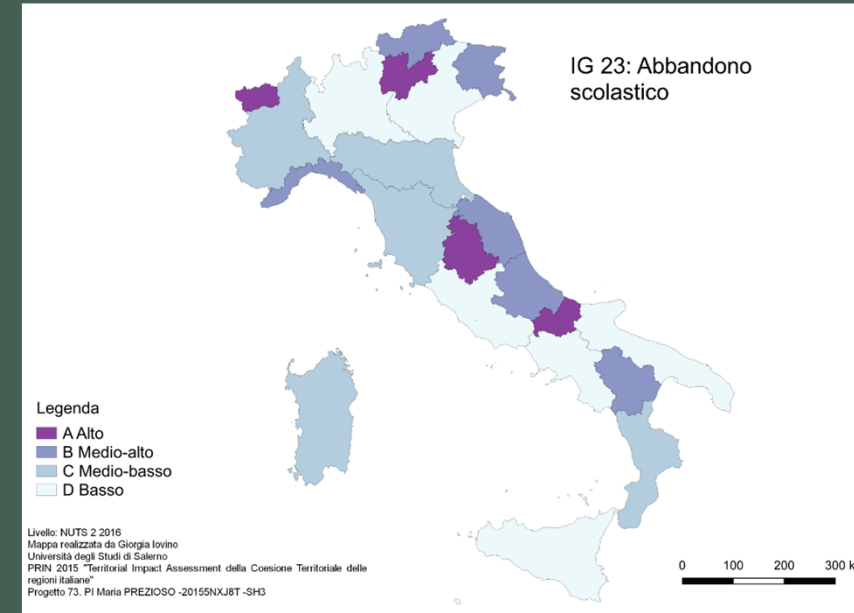 IG 23: Abbandono
scolastico
Legenda
A Alto
B Medio-alto
C Medio-basso
D Basso
Livello: NUTS 2 2016
Mappa realizzata da Giorgia Iovino
Università degli Studi di Salerno
PRIN 2015 "Territorial Impact Assessment della Coesione Territoriale delle
regioni italiane"
Progetto 73. PI Maria PREZIOSO -20155NXJ8T -SH3
0 100 200 300 k